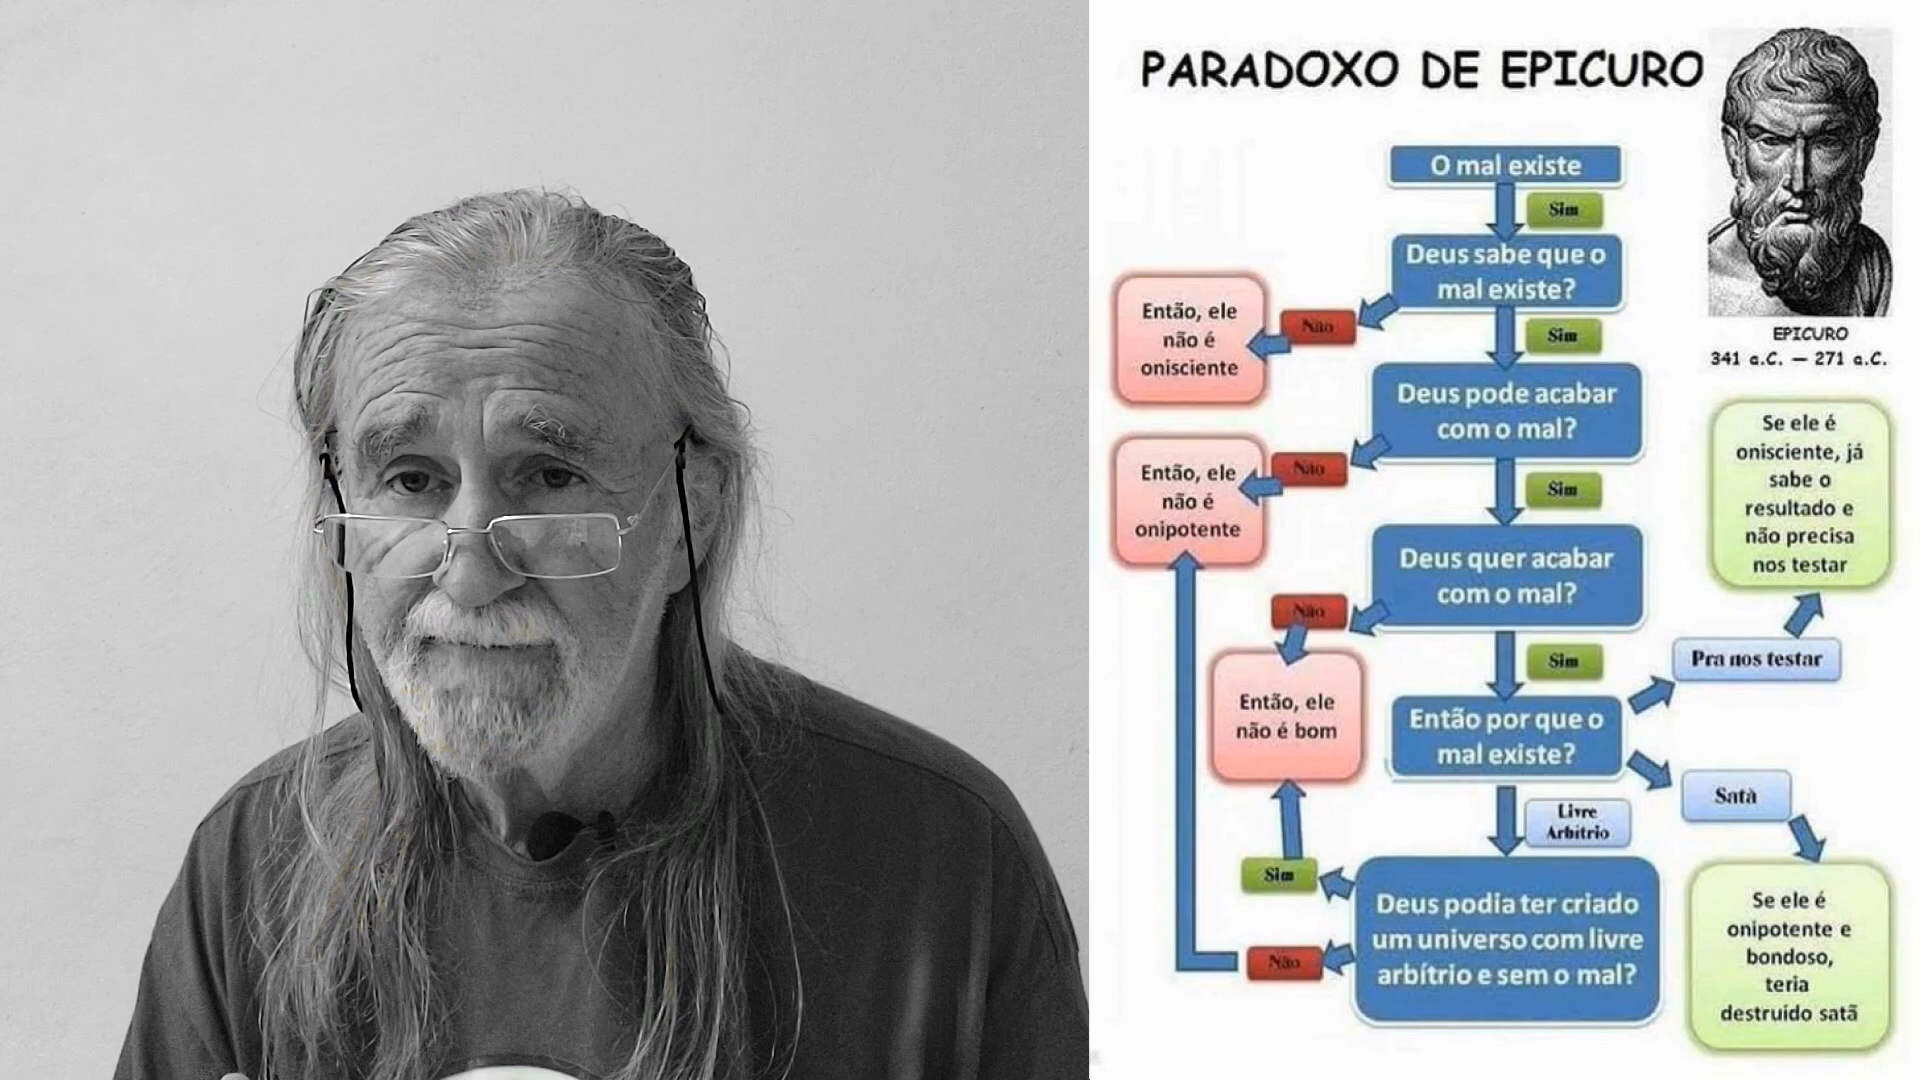 PARADOXO DE EPICURO
O mal existe
Sim
Deus sabe que o
mal existe?
Não
Então, ele
não é
onisciente
Sim
EPICURO
341 a.C. — 271 a.C.
Deus pode acabar
com o mal?
Não
Então, ele
não é
onipotente
Sim
Se ele é
onisciente, já
sabe o
resultado e
não precisa
nos testar
Deus quer acabar
com o mal?
Não
Então, ele
não é bom
Sim
Pra nos testar
Então por que o
mal existe?
Satã
Livre
Arbítrio
Sim
Deus podia ter criado
um universo com livre
arbítrio e sem o mal?
Não
Se ele é
onipotente e
bondoso,
teria
destruído satã